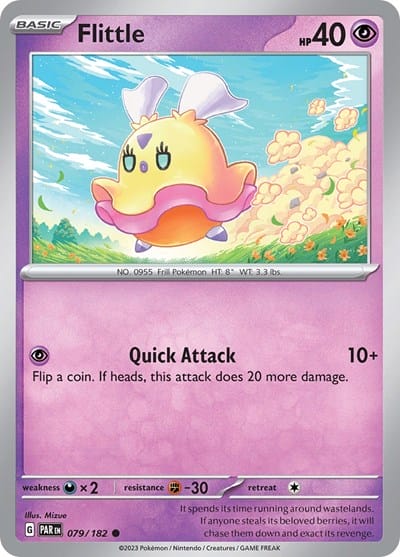 BASIC
Flittle
HP40
NO. 0955 Frill Pokémon HT: 8" WT: 3.3 lbs.
Quick Attack 10+
Flip a coin. If heads, this attack does 20 more damage.
weakness ×2 resistance -30 retreat
Illus. Mizue
G PAR EN 079/182
It spends its time running around wastelands.
If anyone steals its beloved berries, it will
chase them down and exact its revenge.
©2023 Pokémon / Nintendo / Creatures / GAME FREAK